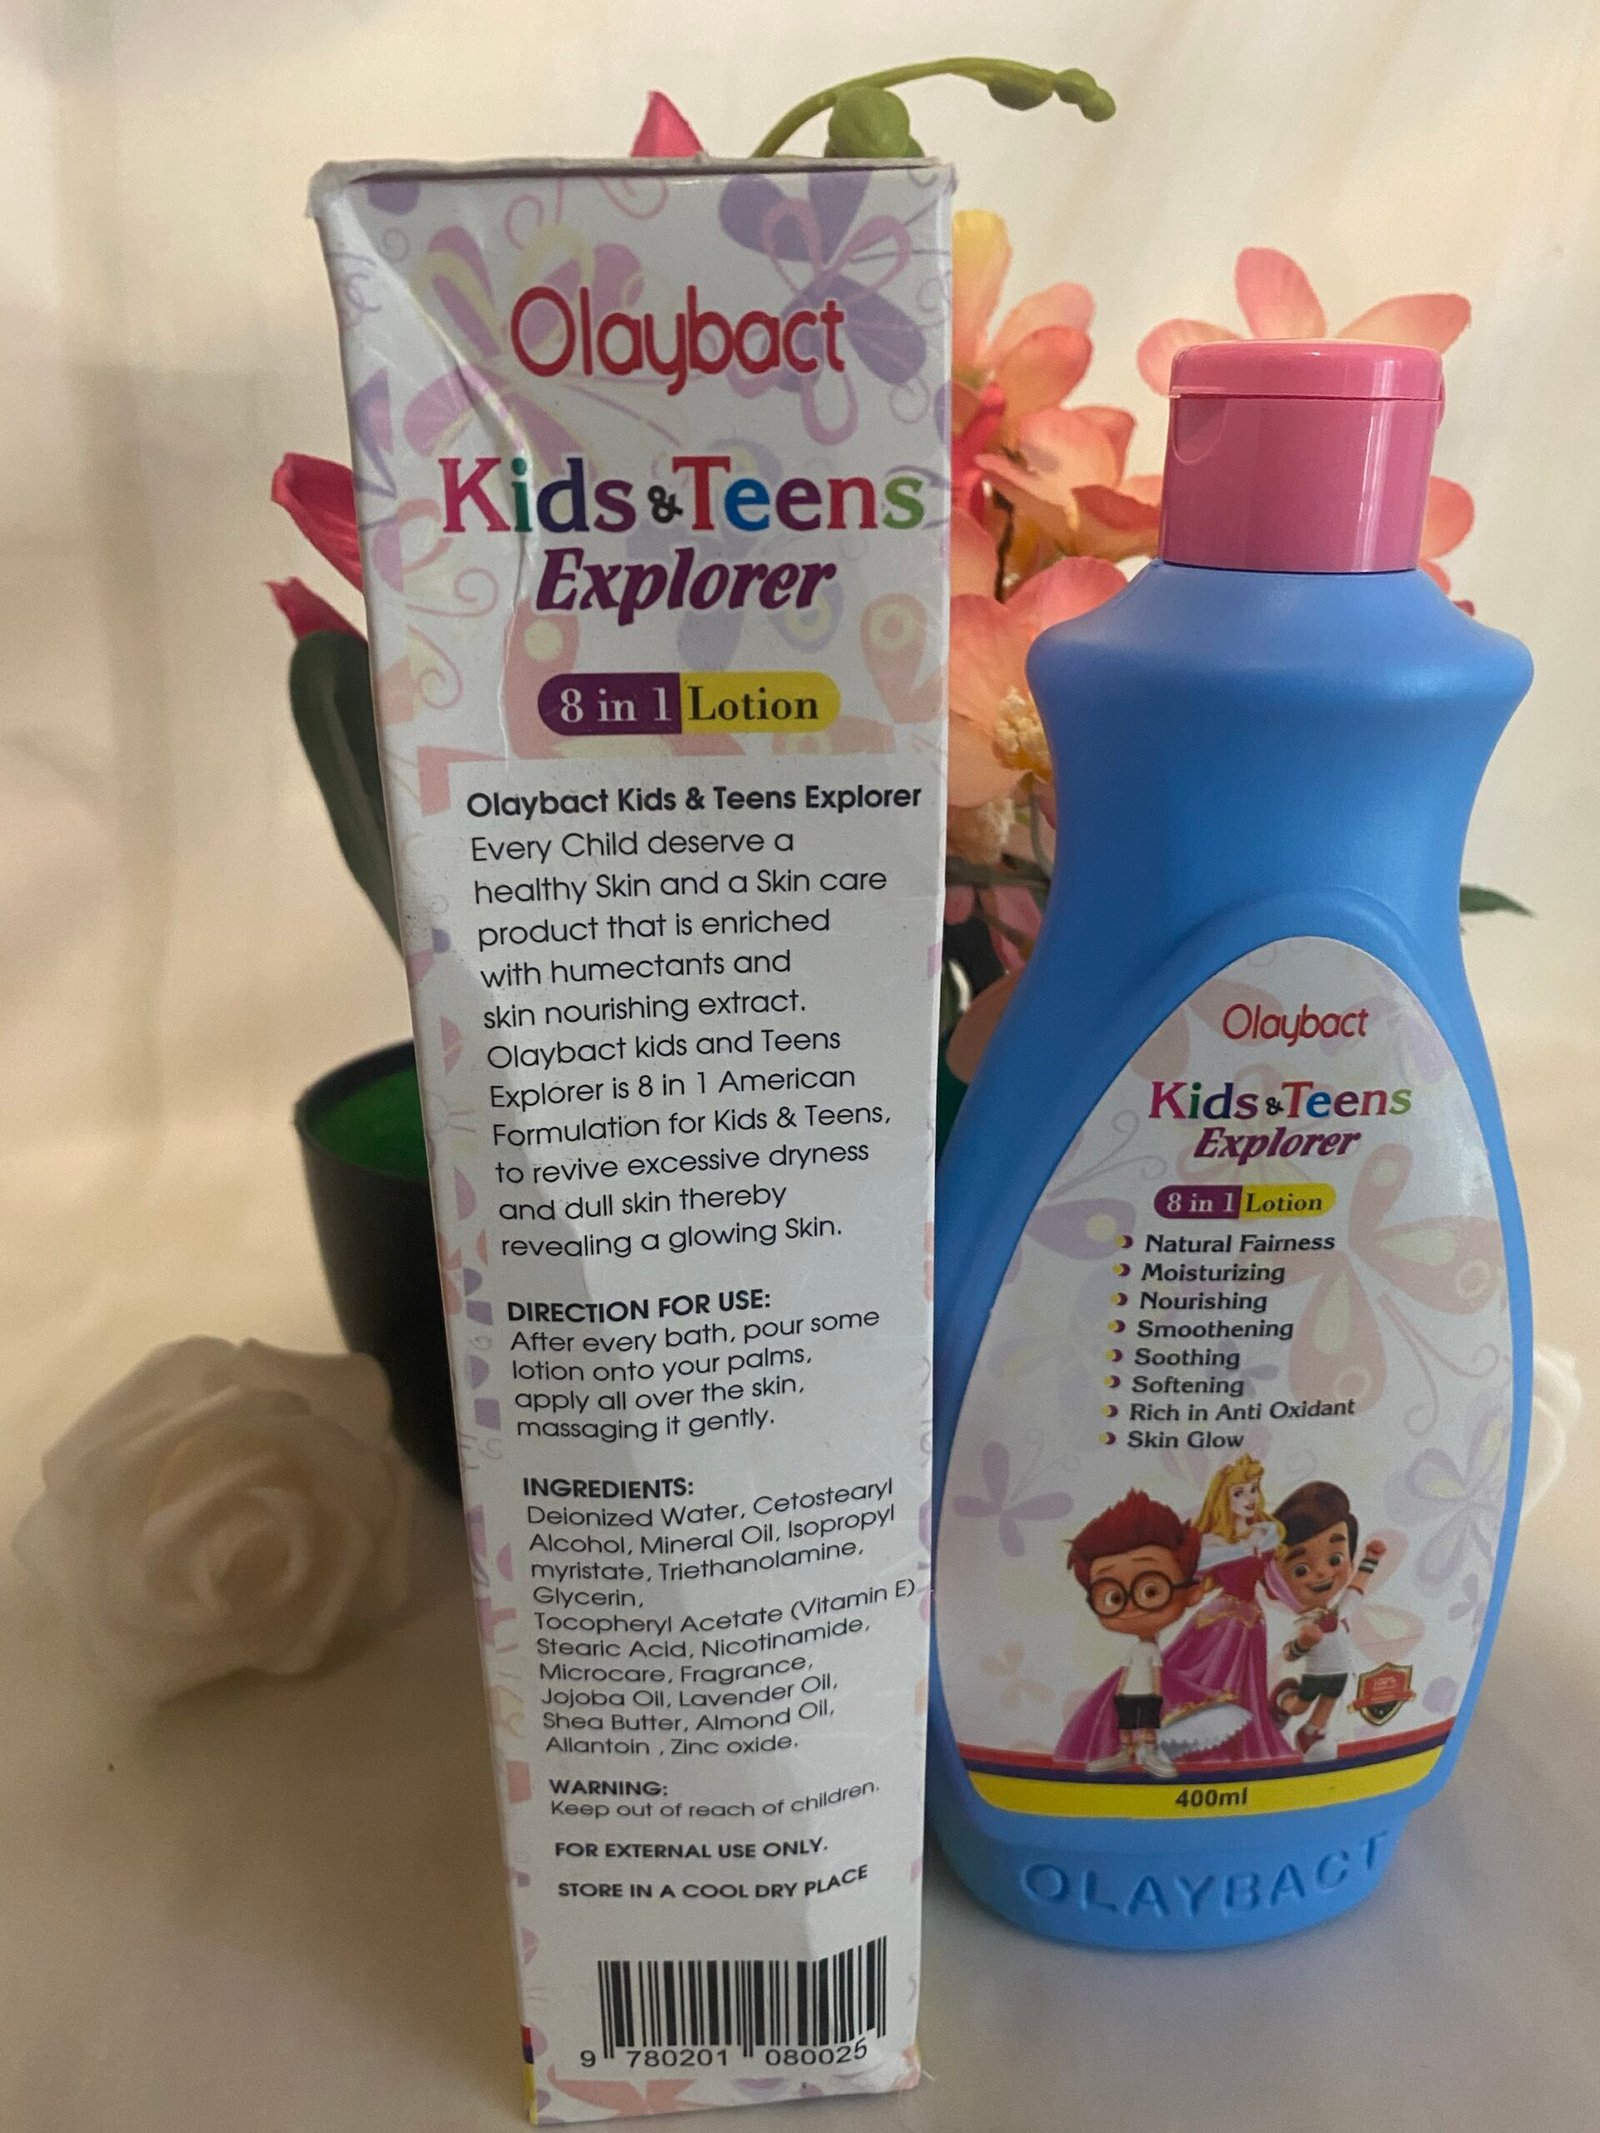 Olaybact
Kids & Teens
Explorer
8 in 1 Lotion
Olaybact Kids & Teens Explorer
Every Child deserve a
healthy Skin and a Skin care
product that is enriched
with humectants and
skin nourishing extract.
Olaybact kids and Teens
Explorer is 8 in 1 American
Formulation for Kids & Teens,
to revive excessive dryness
and dull skin thereby
revealing a glowing Skin.
DIRECTION FOR USE:
After every bath, pour some
lotion onto your palms,
apply all over the skin,
massaging it gently.
INGREDIENTS:
Deionized Water, Cetostearyl
Alcohol, Mineral Oil, Isopropyl
myristate, Triethanolamine,
Glycerin,
Tocopheryl Acetate (Vitamin E)
Stearic Acid, Nicotinamide,
Microcare, Fragrance,
Jojoba Oil, Lavender Oil,
Shea Butter, Almond Oil,
Allantoin , Zinc oxide.
WARNING:
Keep out of reach of children.
FOR EXTERNAL USE ONLY.
STORE IN A COOL DRY PLACE
9 780201 080025
Olaybact
Kids & Teens
Explorer
8 in 1 Lotion
Natural Fairness
Moisturizing
Nourishing
Smoothening
Soothing
Softening
Rich in Anti Oxidant
Skin Glow
400ml
OLAYBACT